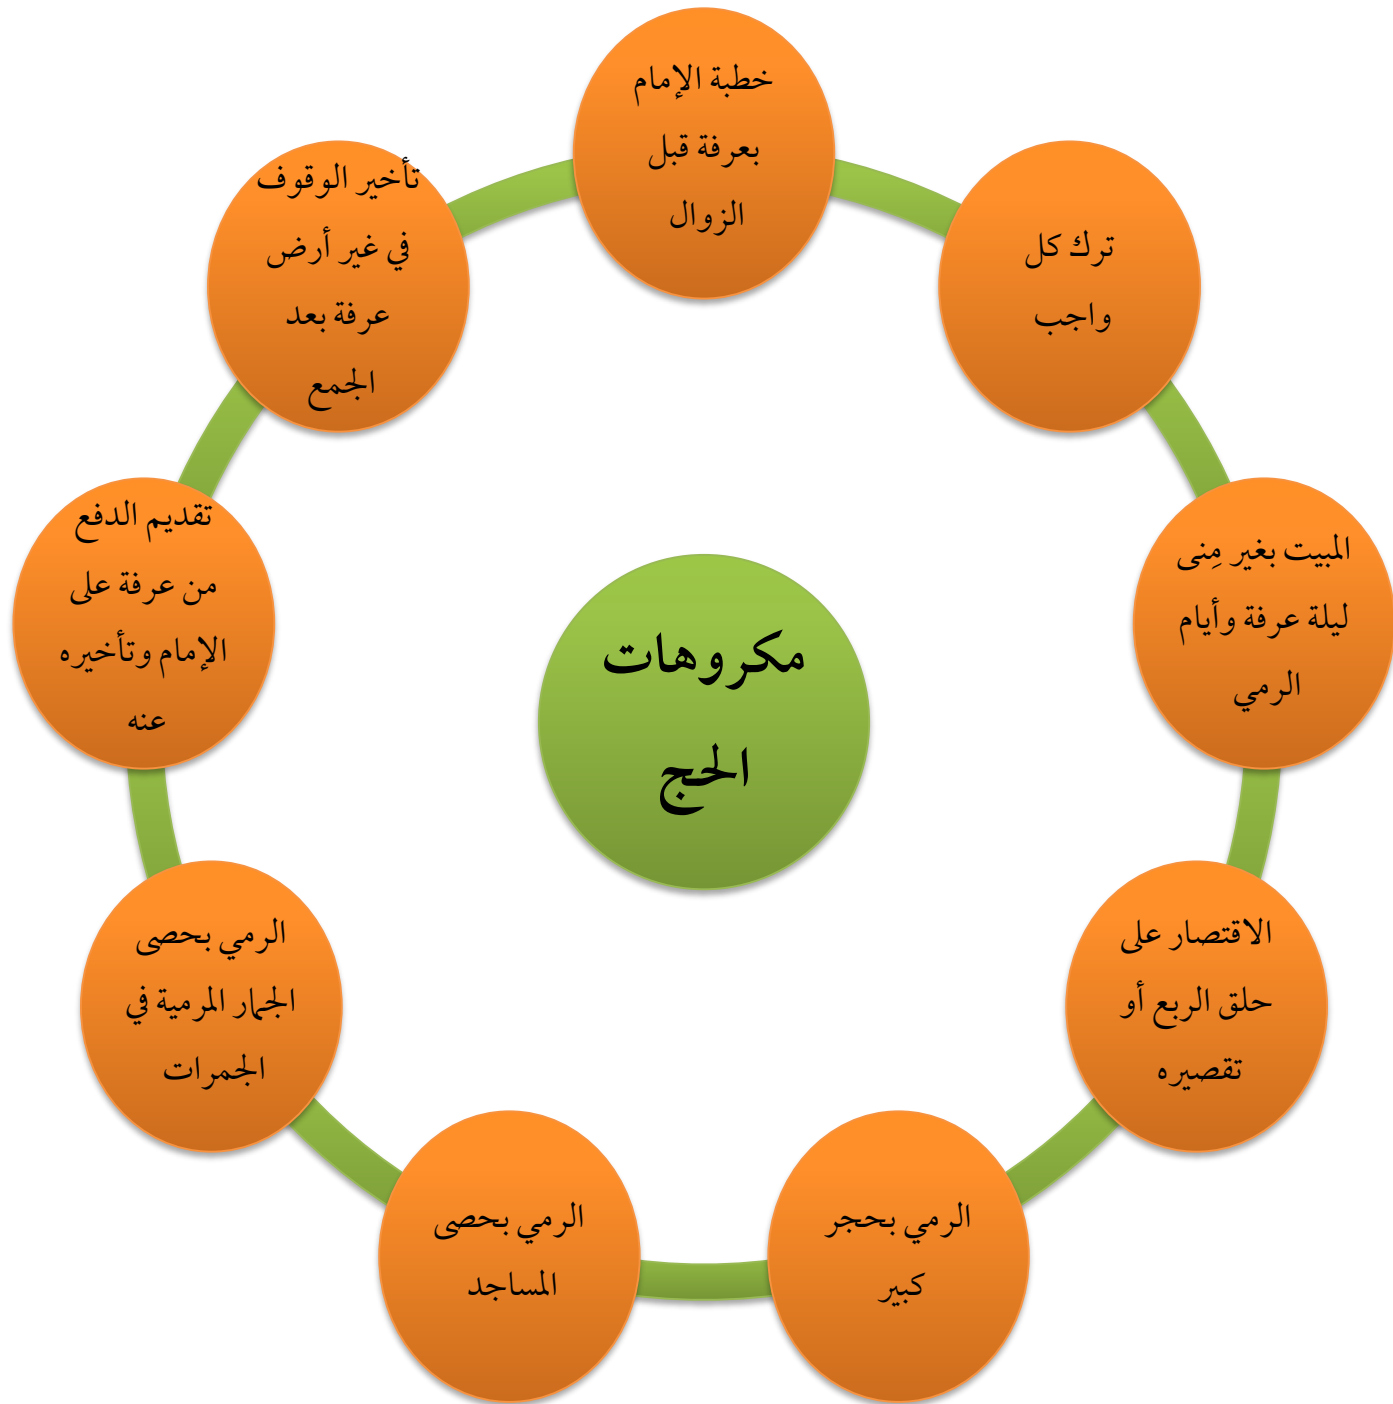 مكروهات
الحج
خطبة الإمام
بعرفة قبل
الزوال
ترك كل
واجب
المبيت بغير مِنى
ليلة عرفة وأيام
الرمي
الاقتصار على
حلق الربع أو
تقصيره
الرمي بحجر
كبير
الرمي بحصى
المساجد
الرمي بحصى
الجمار المرمية في
الجمرات
تقديم الدفع
من عرفة على
الإمام وتأخيره
عنه
تأخير الوقوف
في غير أرض
عرفة بعد
الجمع